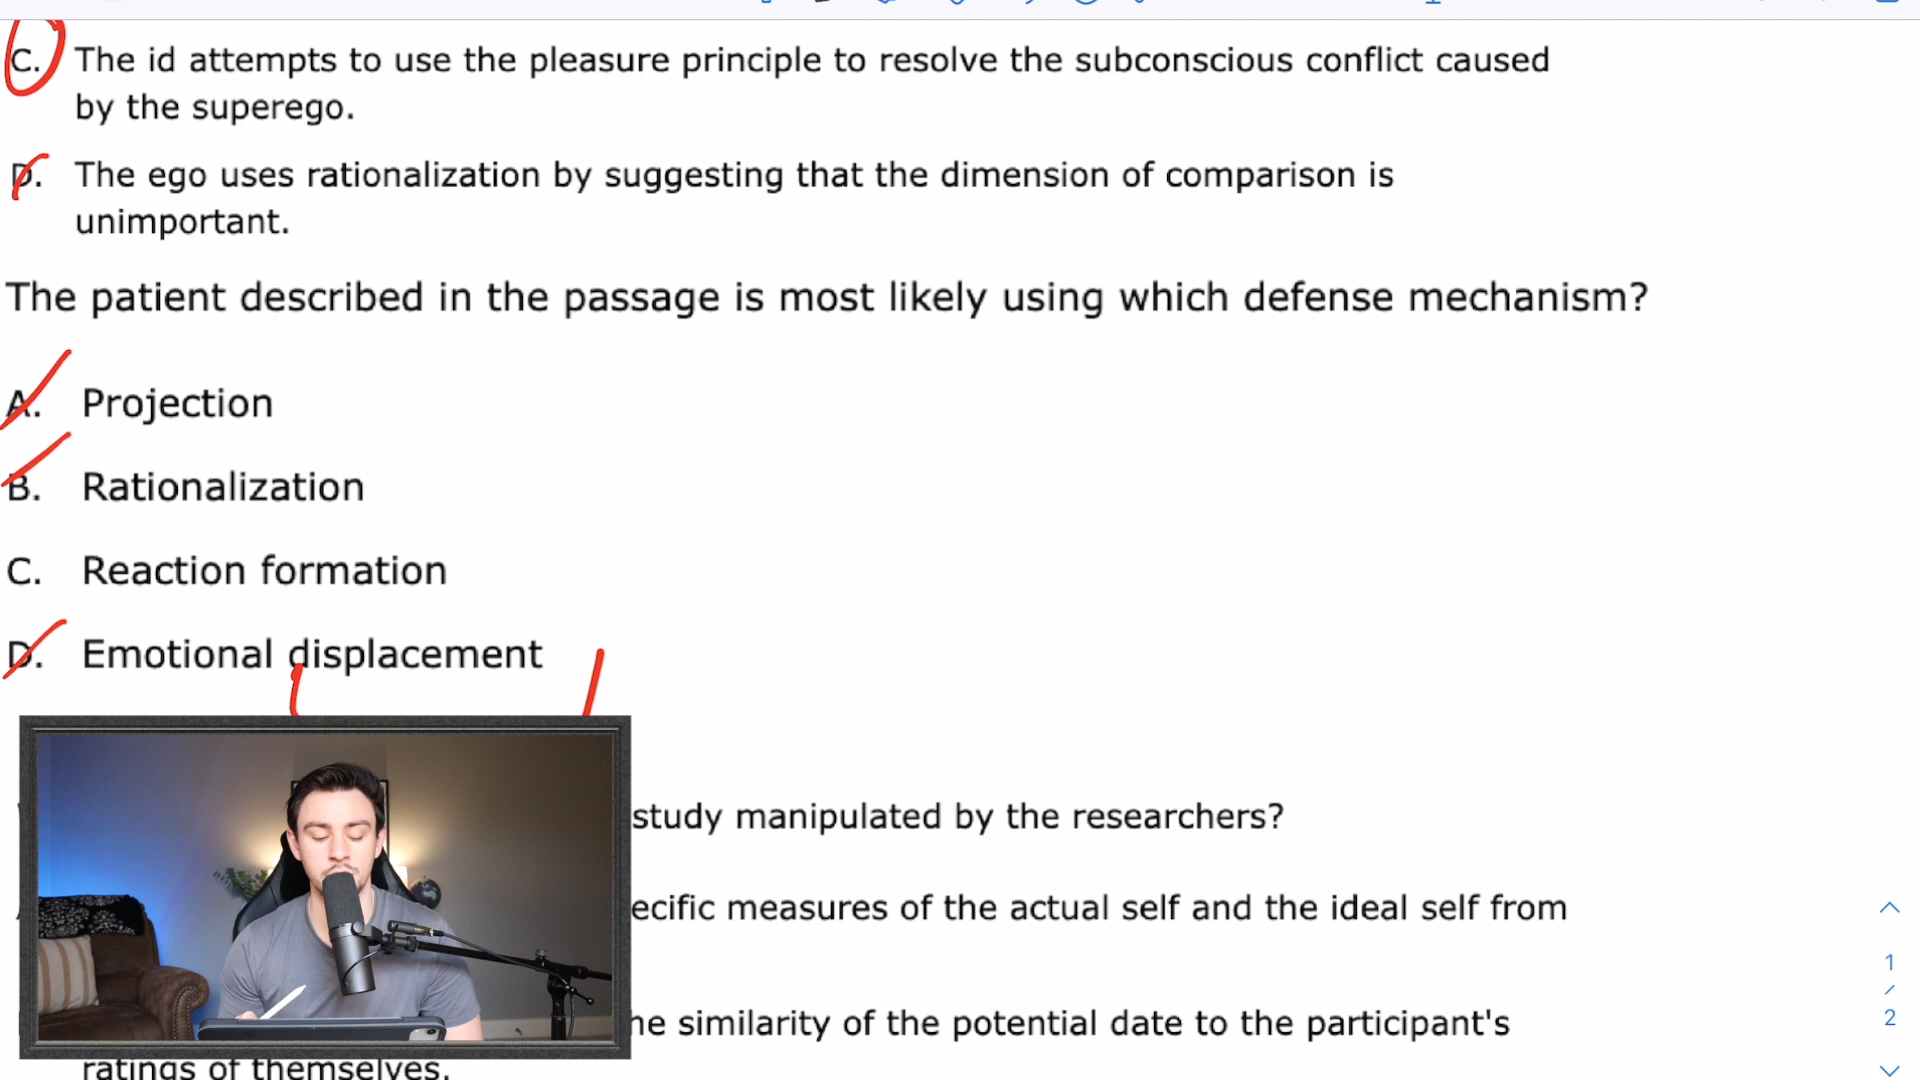 C. The id attempts to use the pleasure principle to resolve the subconscious conflict caused
by the superego.
D. The ego uses rationalization by suggesting that the dimension of comparison is
unimportant.
The patient described in the passage is most likely using which defense mechanism?
A. Projection
B. Rationalization
C. Reaction formation
D. Emotional displacement
study manipulated by the researchers?
ecific measures of the actual self and the ideal self from
1
/
2
he similarity of the potential date to the participant's
ratings of themselves.